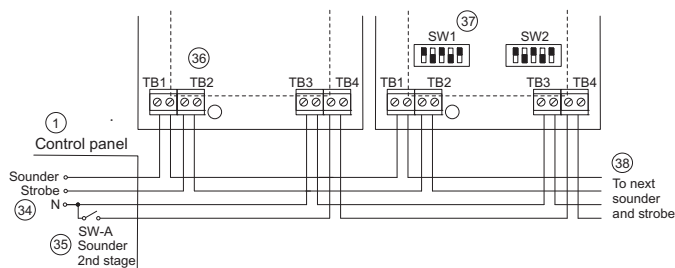 37
SW1 SW2
36
TB1 TB2 TB3 TB4 TB1 TB2 TB3 TB4
1
Control panel
Sounder
Strobe
34 N
35 SW-A
Sounder
2nd stage
38
To next
sounder
and strobe